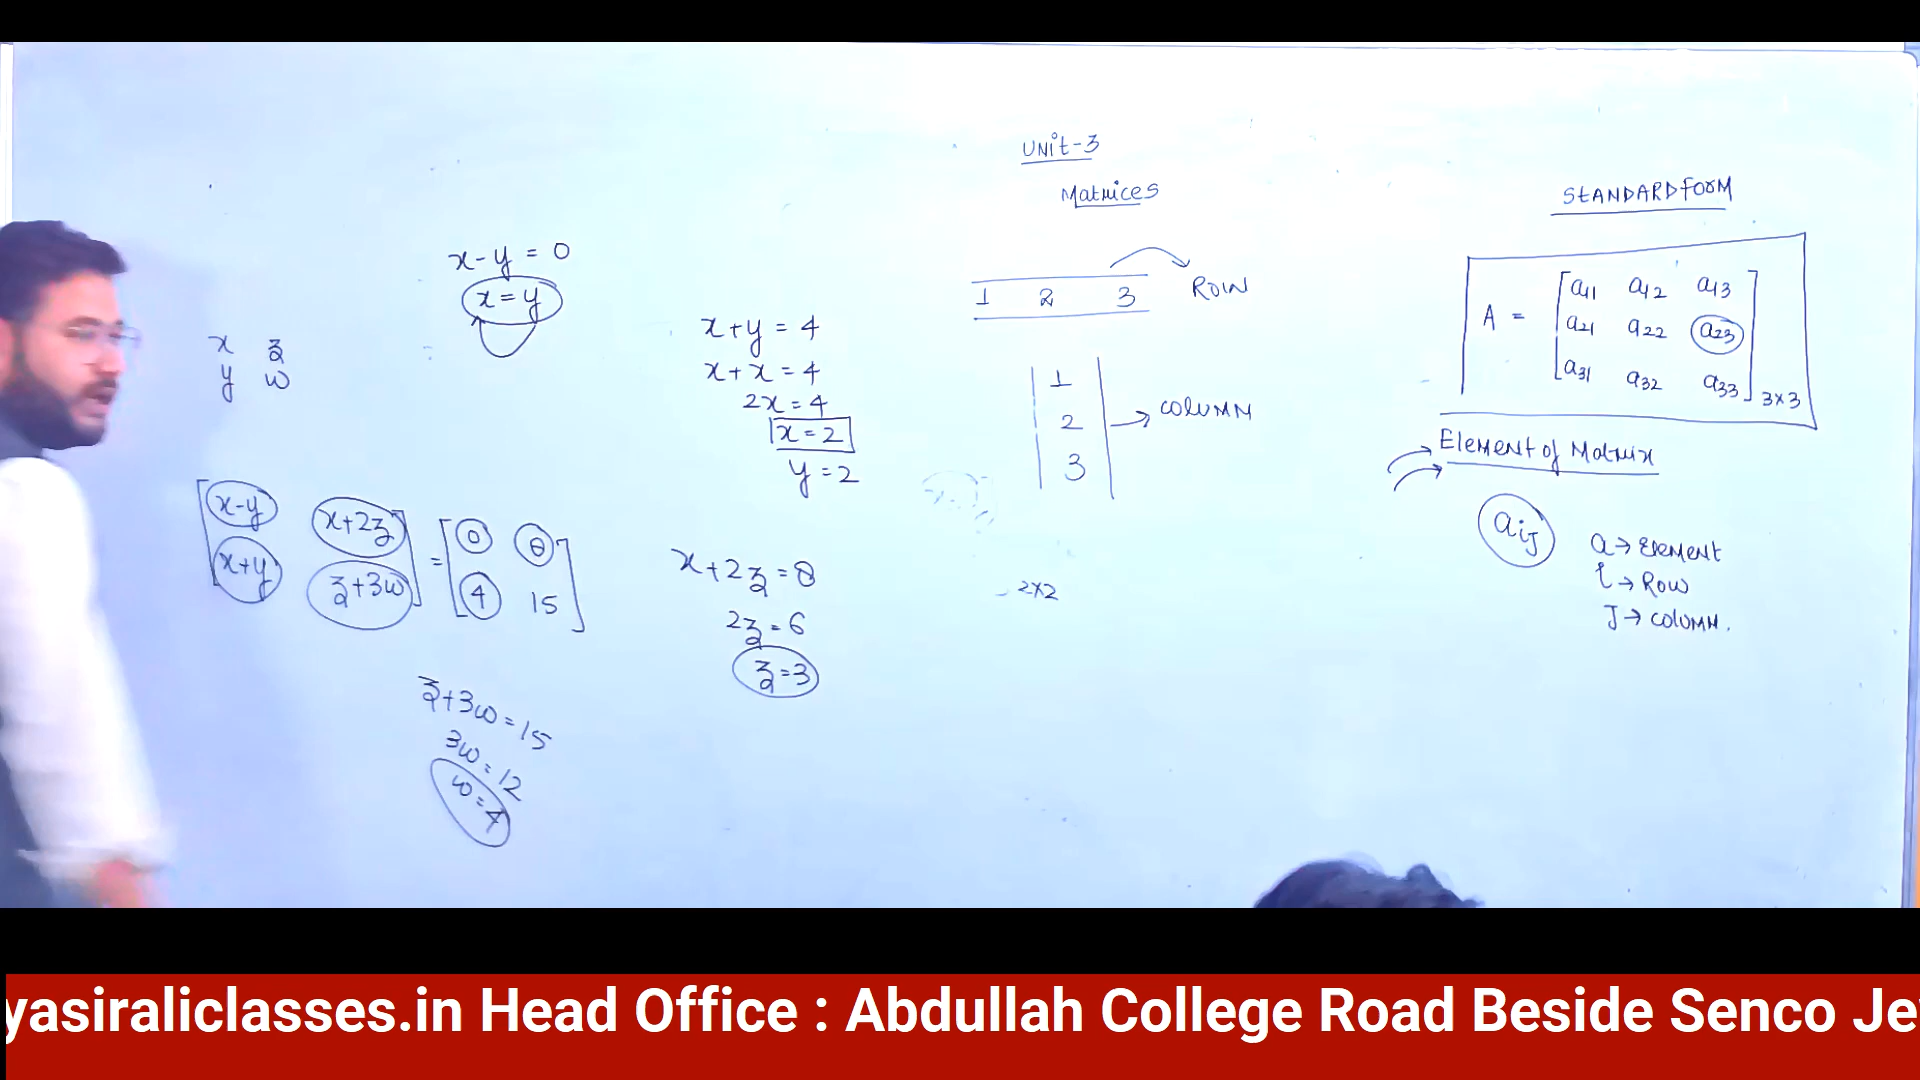 UNit-3
Matrices
x-y = 0
x = y
x z
y w
x+y = 4
x+x = 4
2x = 4
x = 2
y = 2
x-y x+2z = 0 8
x+y z+3w 4 15
x+2z = 8
2z = 6
z = 3
z+3w = 15
3w = 12
w = 4
1 2 3 ROW
1
2 → COLUMN
3
2x2
STANDARD FORM
a11 a12 a13
A = a21 a22 a23
a31 a32 a33 3x3
Element of Matrix
aij
a → Element
i → Row
J → column.
yasiraliclasses.in Head Office : Abdullah College Road Beside Senco Je